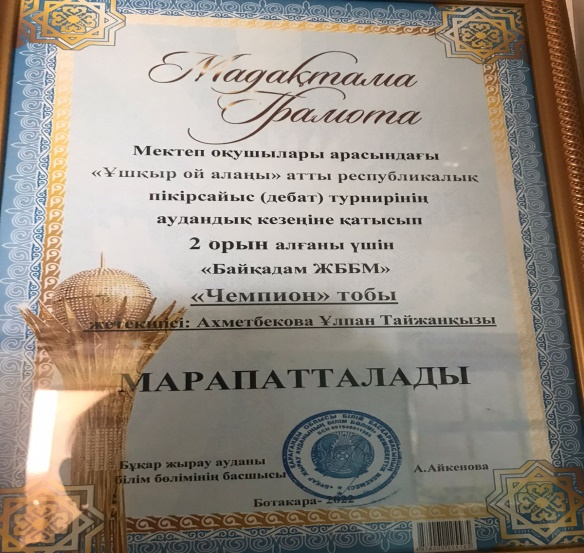 Мадақтама
Грамота
Мектеп оқушылары арасындағы
«Ұшқыр ой алаңы» атты республикалық
пікірсайыс (дебат) турнирінің
аудандық кезеңіне қатысып
2 орын алғаны үшін
«Байқадам ЖББМ»
«Чемпион» тобы
жетекшісі: Ахметбекова Ұлпан Тайжанқызы
МАРАПАТТАЛАДЫ
Бұқар жырау ауданы
білім бөлімінің басшысы
А.Айкенова
Ботақара- 2022